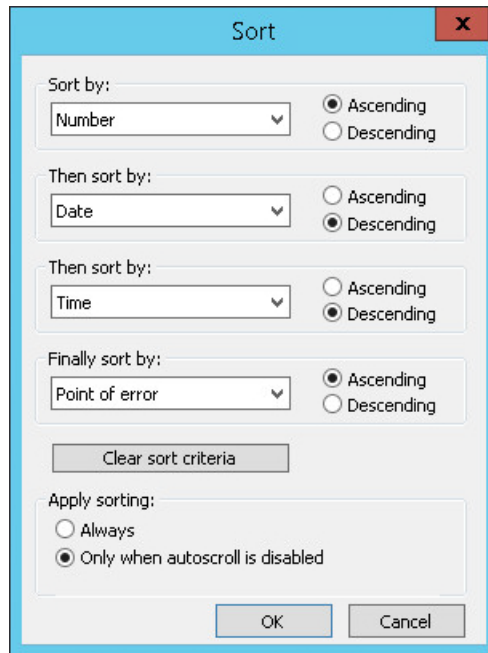 Sort
x
Sort by:
Number
Ascending
Descending
Then sort by:
Date
Ascending
Descending
Then sort by:
Time
Ascending
Descending
Finally sort by:
Point of error
Ascending
Descending
Clear sort criteria
Apply sorting:
Always
Only when autoscroll is disabled
OK Cancel